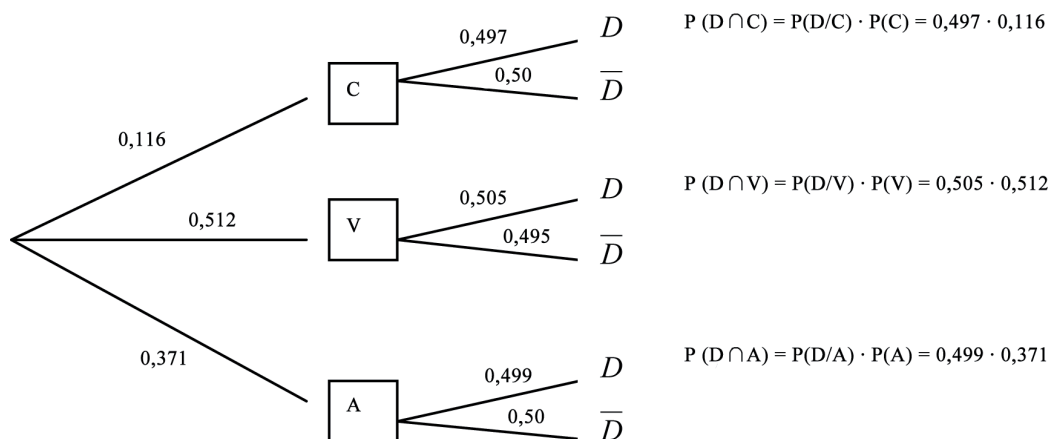 0,497 D P (D ∩ C) = P(D/C) · P(C) = 0,497 · 0,116
C 0,50 D̅
0,116
0,505 D P (D ∩ V) = P(D/V) · P(V) = 0,505 · 0,512
0,512 V 0,495 D̅
0,371
0,499 D P (D ∩ A) = P(D/A) · P(A) = 0,499 · 0,371
A 0,50 D̅